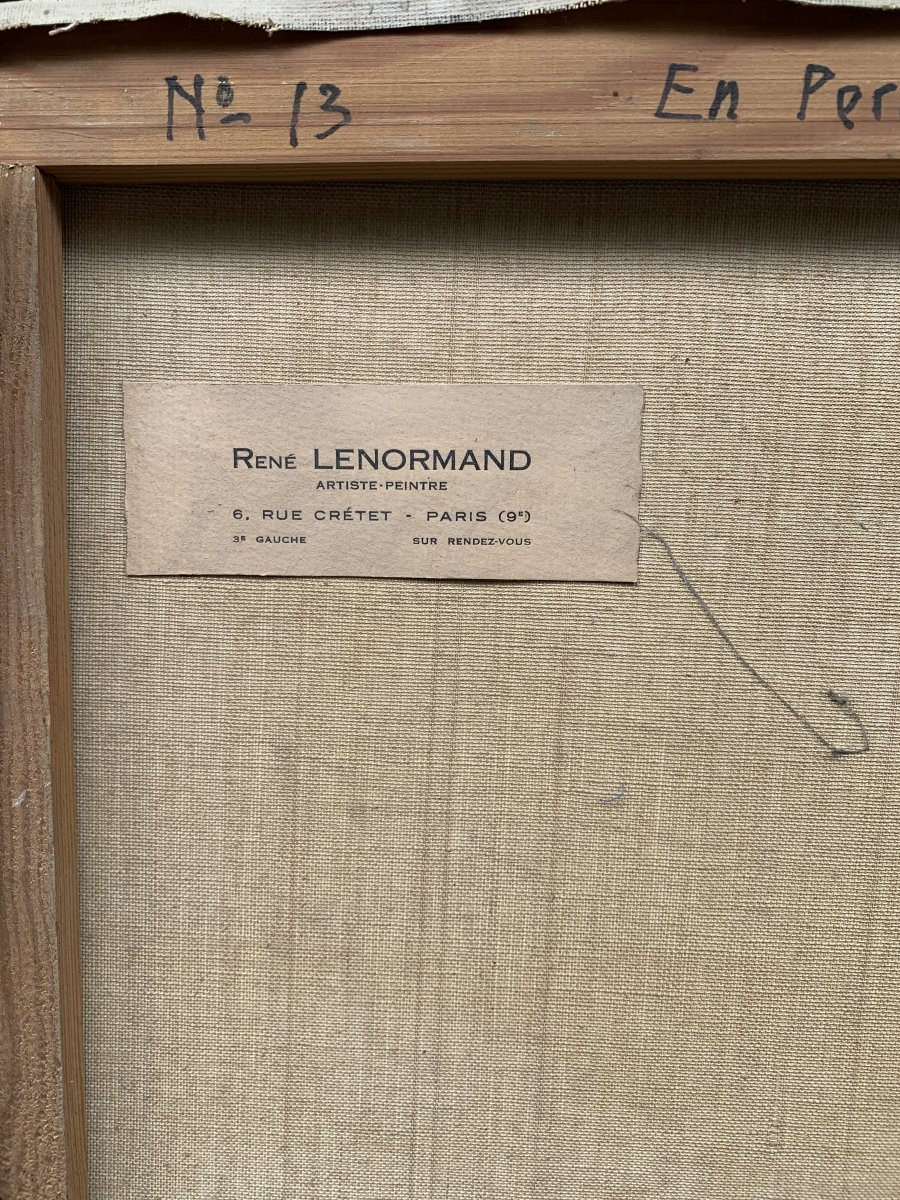 Nº 13 En Per
René LENORMAND
ARTISTE-PEINTRE
6, RUE CRÉTET - PARIS (9ᴱ)
3ᴱ GAUCHE SUR RENDEZ-VOUS